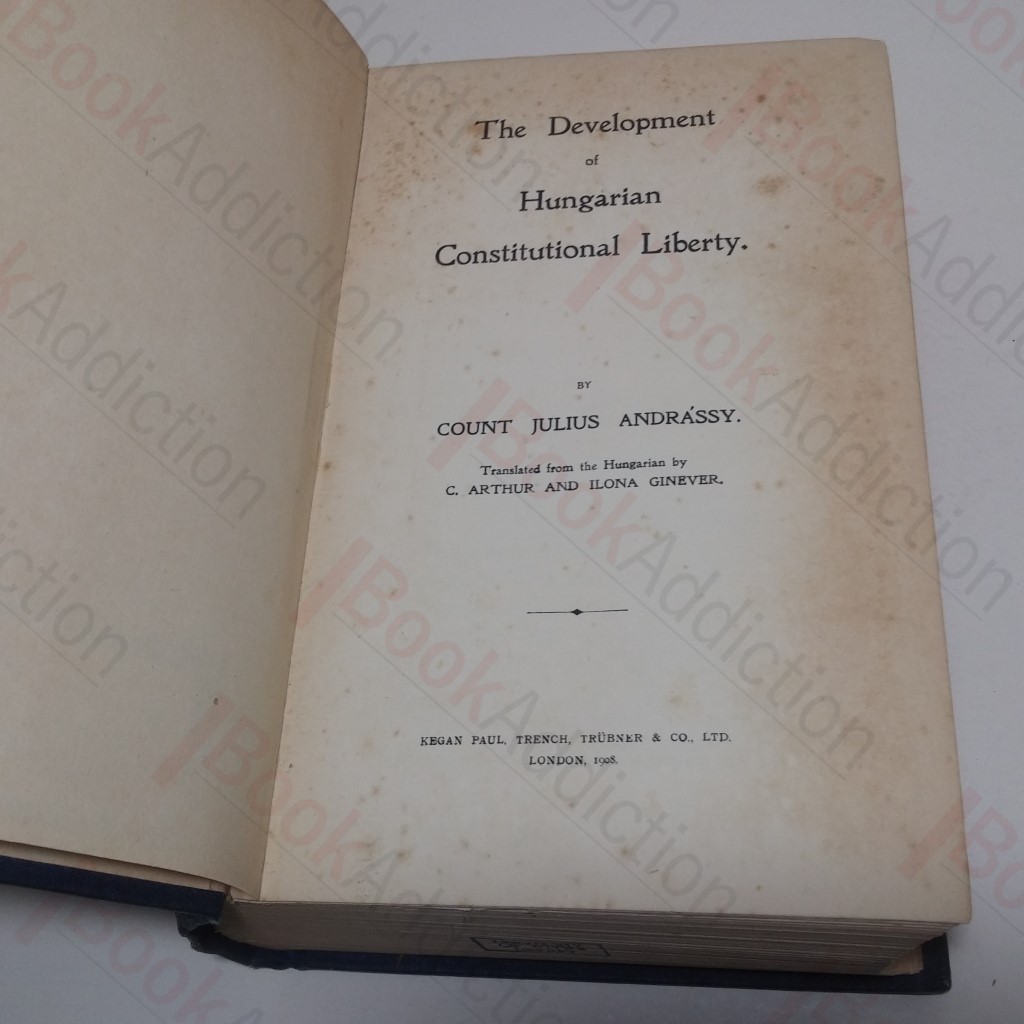 The Development
of
Hungarian
Constitutional Liberty.
BY
COUNT JULIUS ANDRÁSSY.
Translated from the Hungarian by
C. ARTHUR AND ILONA GINEVER.
KEGAN PAUL, TRENCH, TRÜBNER & CO., LTD.
LONDON, 1908.
BookAddiction